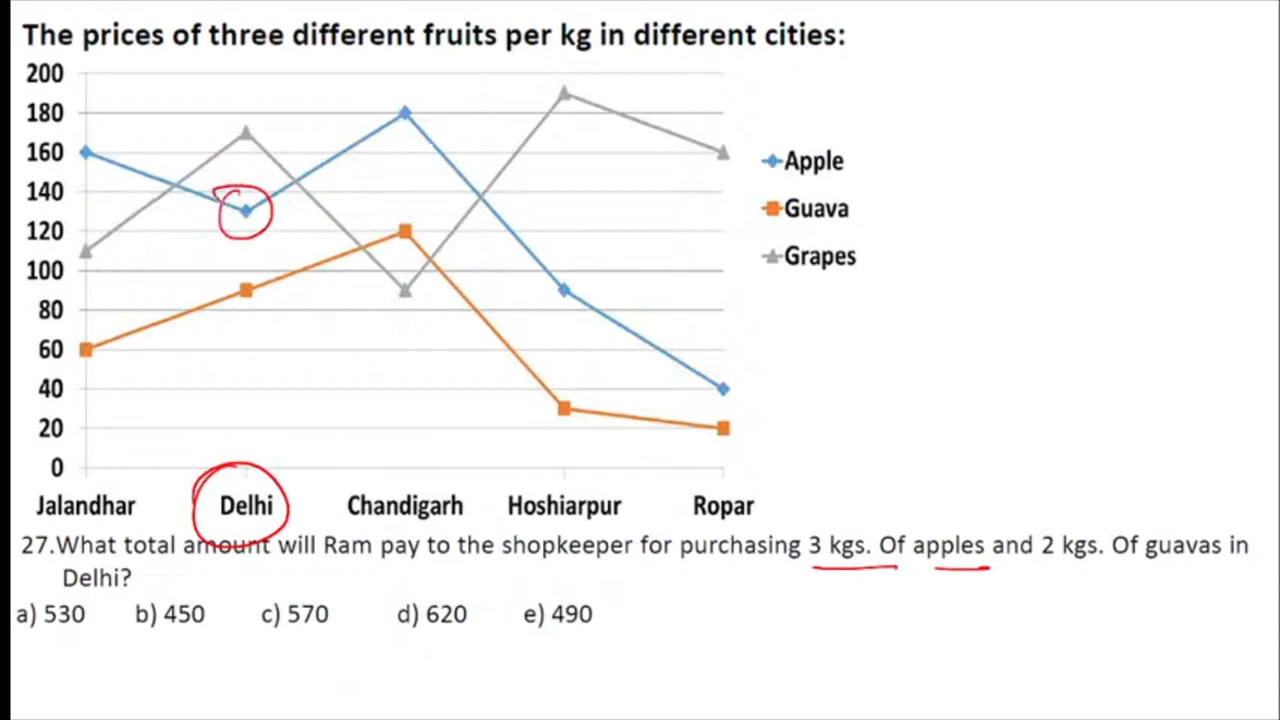 The prices of three different fruits per kg in different cities:
200
180
160
140
120
100
80
60
40
20
0
Apple
Guava
Grapes
Jalandhar Delhi Chandigarh Hoshiarpur Ropar
27.What total amount will Ram pay to the shopkeeper for purchasing 3 kgs. Of apples and 2 kgs. Of guavas in
Delhi?
a) 530 b) 450 c) 570 d) 620 e) 490